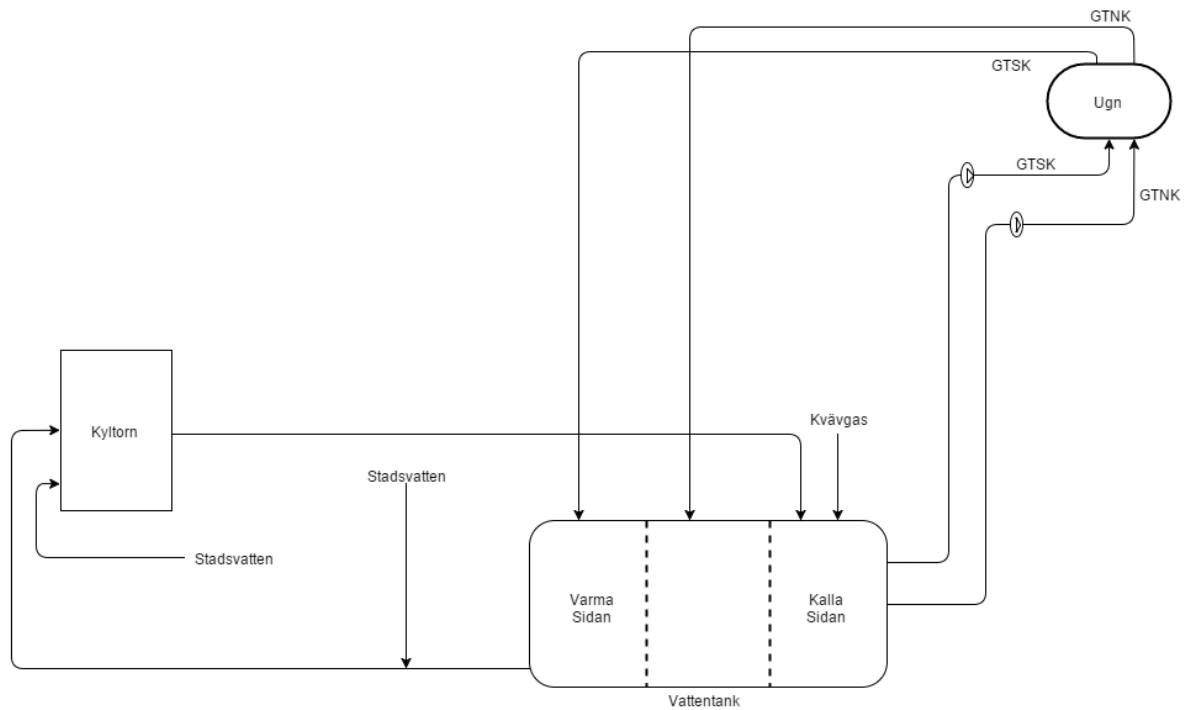 GTNK
GTSK
Ugn
GTSK
GTNK
Kyltorn
Kvävgas
Stadsvatten
Stadsvatten
Varma
Sidan
Kalla
Sidan
Vattentank